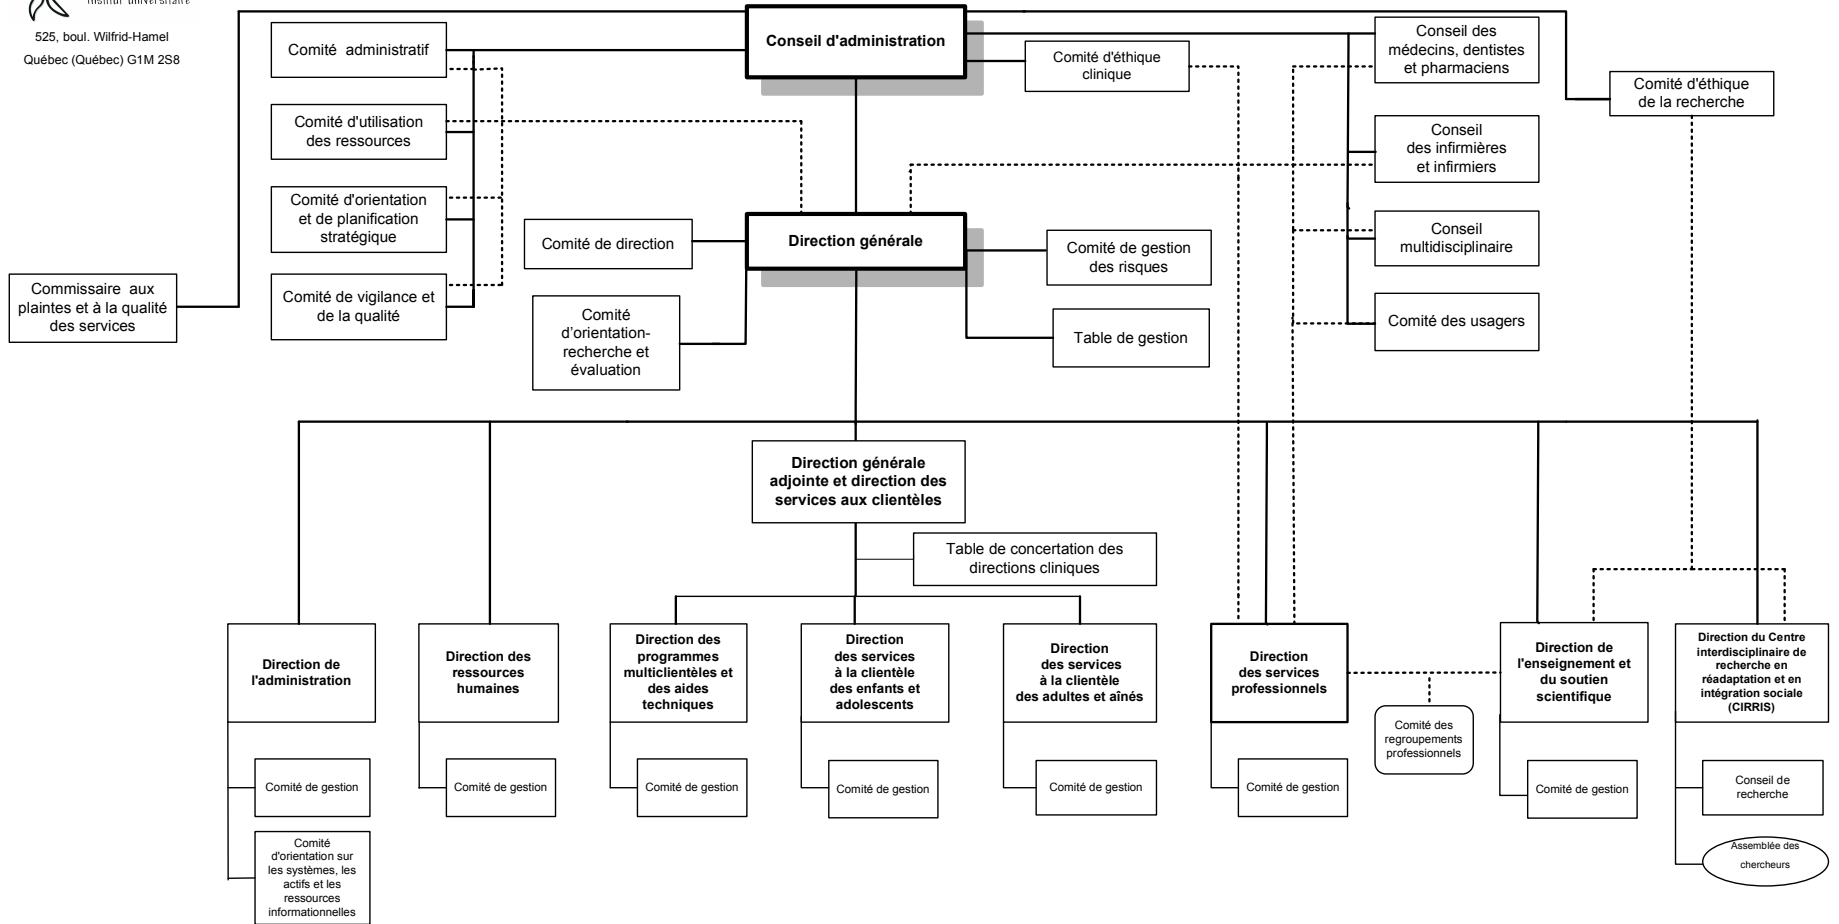 Institut universitaire
525, boul. Wilfrid-Hamel
Québec (Québec) G1M 2S8
Conseil d'administration
Comité administratif
Comité d'éthique
clinique
Conseil des
médecins, dentistes
et pharmaciens
Comité d'éthique
de la recherche
Comité d'utilisation
des ressources
Conseil
des infirmières
et infirmiers
Comité d'orientation
et de planification
stratégique
Comité de direction
Direction générale
Comité de gestion
des risques
Conseil
multidisciplinaire
Commissaire aux
plaintes et à la qualité
des services
Comité de vigilance et
de la qualité
Comité
d'orientation-
recherche et
évaluation
Table de gestion
Comité des usagers
Direction générale
adjointe et direction des
services aux clientèles
Table de concertation des
directions cliniques
Direction de
l'administration
Direction des
ressources
humaines
Direction des
programmes
multiclientèles et
des aides
techniques
Direction
des services
à la clientèle
des enfants et
adolescents
Direction
des services
à la clientèle
des adultes et aînés
Direction
des services
professionnels
Direction de
l'enseignement et
du soutien
scientifique
Direction du Centre
interdisciplinaire de
recherche en
réadaptation et en
intégration sociale
(CIRRIS)
Comité des
regroupements
professionnels
Comité de gestion
Comité de gestion
Comité de gestion
Comité de gestion
Comité de gestion
Comité de gestion
Comité de gestion
Conseil de
recherche
Comité
d'orientation sur
les systèmes, les
actifs et les
ressources
informationnelles
Assemblée des
chercheurs